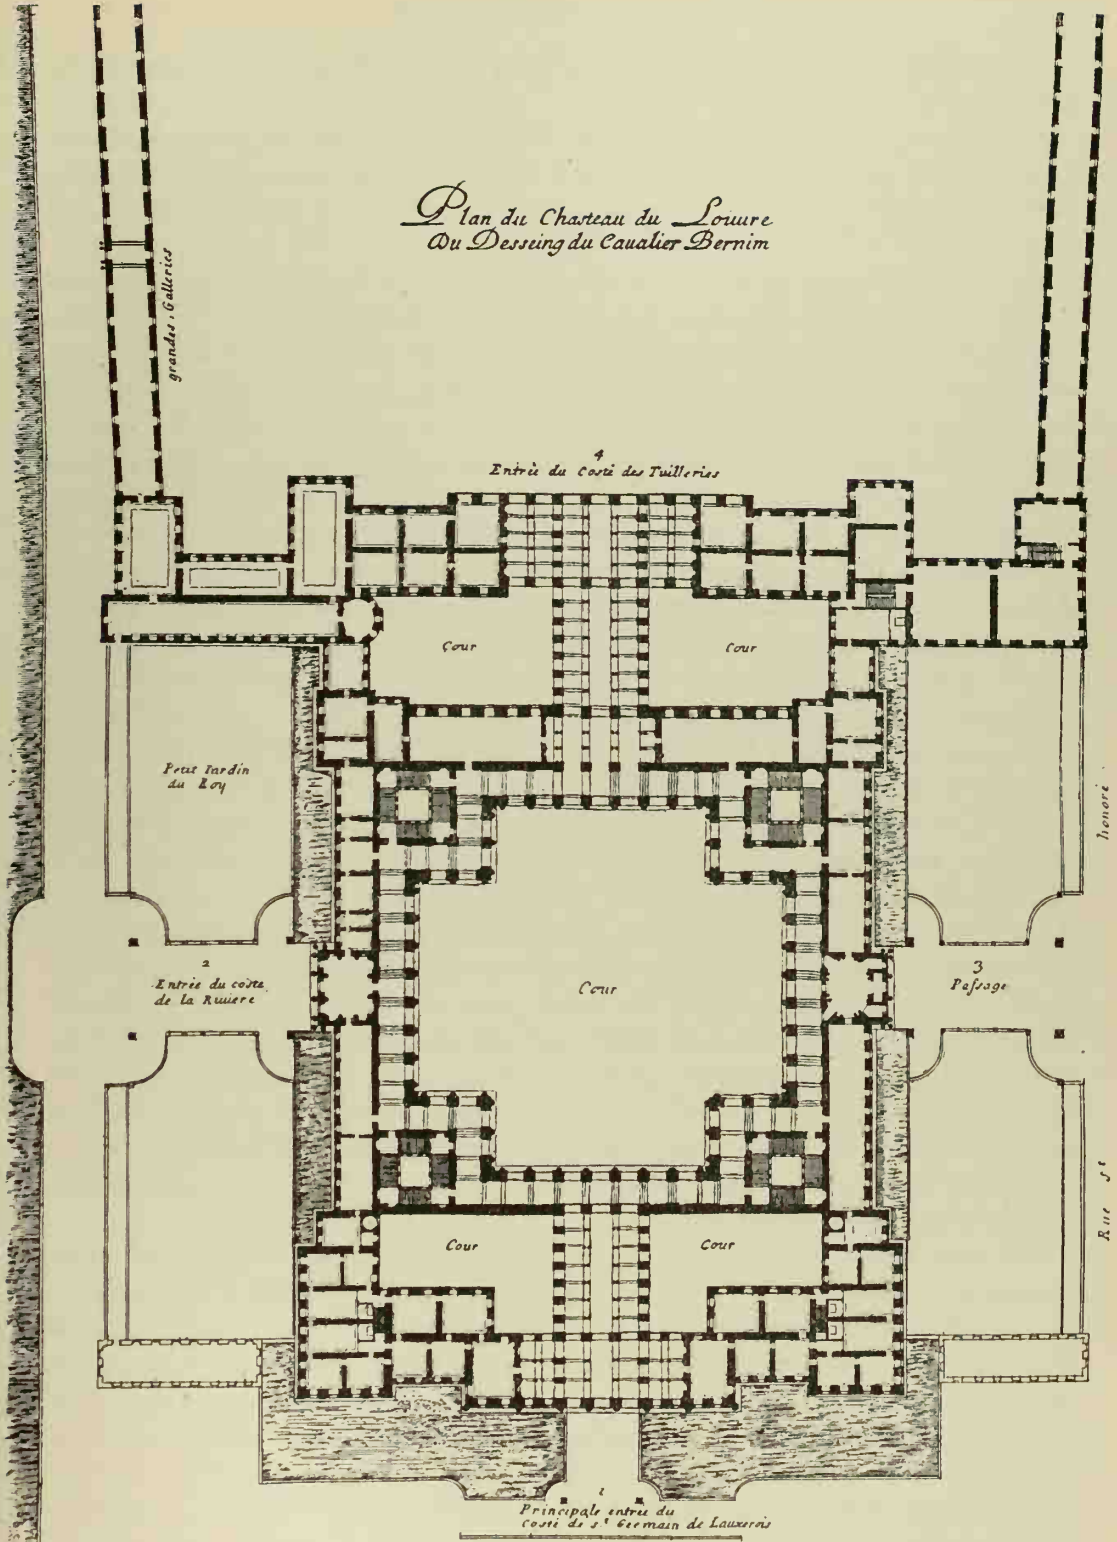 Plan du Chasteau du Louure
Du Desseing du Caualier Bernim
grandes Galleries
4
Entrée du Costé des Tuilleries
Cour
Cour
Petit Jardin
du Roy
honoré
2
Entrée du coste
de la Riuiere
Cour
3
Passage
Rue St
Cour
Cour
1
Principale entrée du
Costé de St Germain de Lauxerois